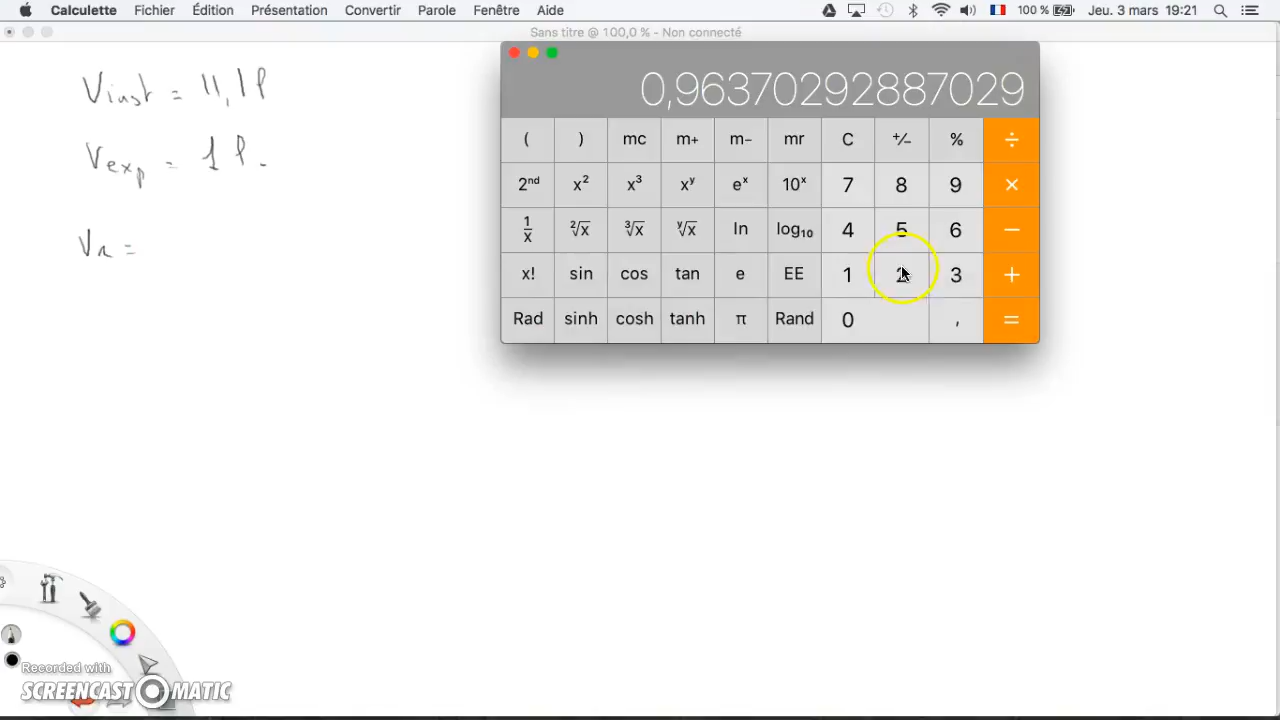 Calculette Fichier Édition Présentation Convertir Parole Fenêtre Aide 100 % Jeu. 3 mars 19:21
Sans titre @ 100,0 % - Non connecté
Vinst = 11,1 l
Vexp = 1 l.
Vr =
0,96370292887029
( ) mc m+ m- mr C +/- % ÷
2nd x² x³ xʸ eˣ 10ˣ 7 8 9 ×
1/x ²√x ³√x ʸ√x ln log₁₀ 4 5 6 −
x! sin cos tan e EE 1 2 3 +
Rad sinh cosh tanh π Rand 0 , =
Recorded with
SCREENCAST MATIC